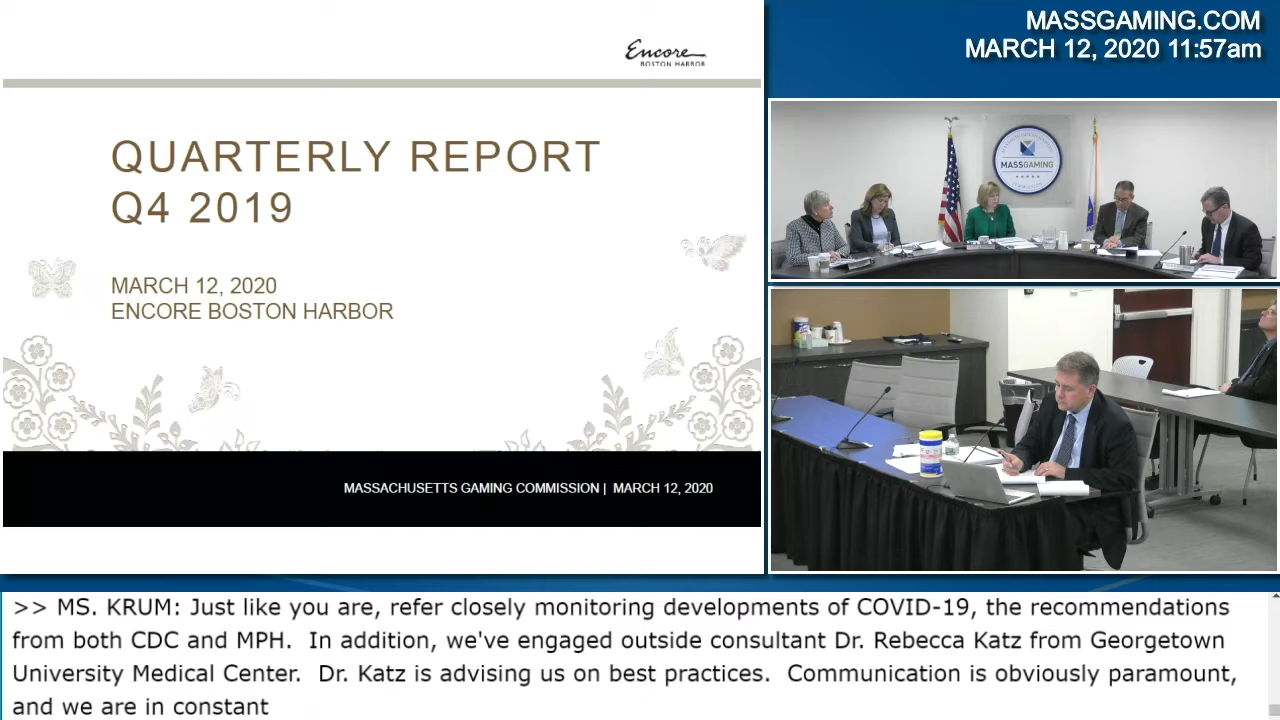 MASSGAMING.COM
MARCH 12, 2020 11:57am
Encore
BOSTON HARBOR
QUARTERLY REPORT
Q4 2019
MARCH 12, 2020
ENCORE BOSTON HARBOR
MASSACHUSETTS GAMING COMMISSION | MARCH 12, 2020
MASSGAMING
>> MS. KRUM: Just like you are, refer closely monitoring developments of COVID-19, the recommendations
from both CDC and MPH.  In addition, we've engaged outside consultant Dr. Rebecca Katz from Georgetown
University Medical Center.  Dr. Katz is advising us on best practices.  Communication is obviously paramount,
and we are in constant